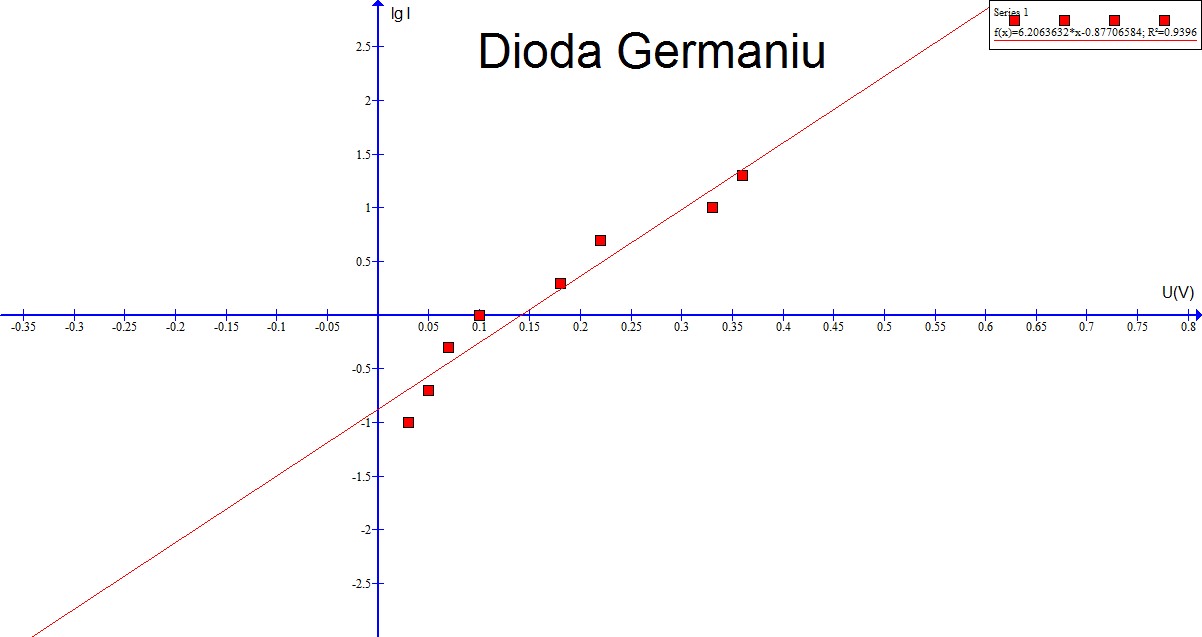 lg I
Dioda Germaniu
Series 1
f(x)=6.2063632*x-0.87706584; R²=0.9396
2.5
2
1.5
1
0.5
U(V)
-0.35 -0.3 -0.25 -0.2 -0.15 -0.1 -0.05 0.05 0.1 0.15 0.2 0.25 0.3 0.35 0.4 0.45 0.5 0.55 0.6 0.65 0.7 0.75 0.8
-0.5
-1
-1.5
-2
-2.5